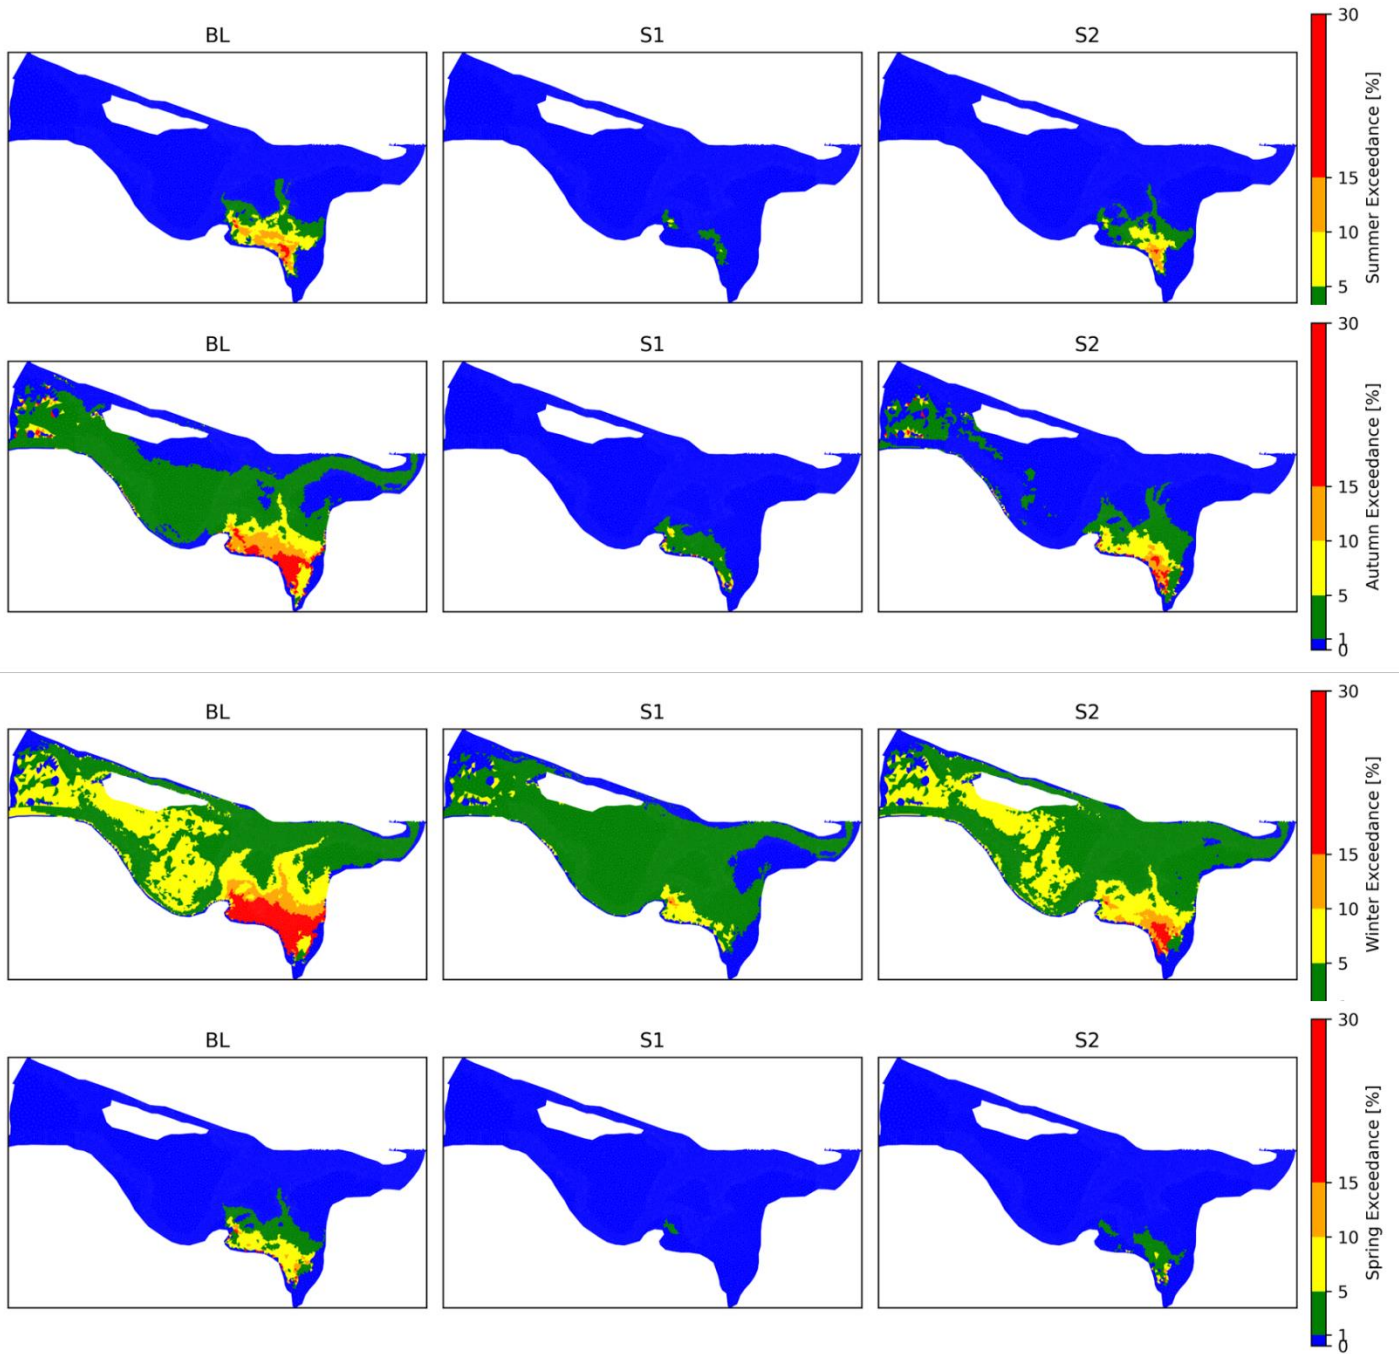 BL
S1
S2
30
15
10
5
Summer Exceedance [%]
BL
S1
S2
30
15
10
5
1
0
Autumn Exceedance [%]
BL
S1
S2
30
15
10
5
Winter Exceedance [%]
BL
S1
S2
30
15
10
5
1
0
Spring Exceedance [%]